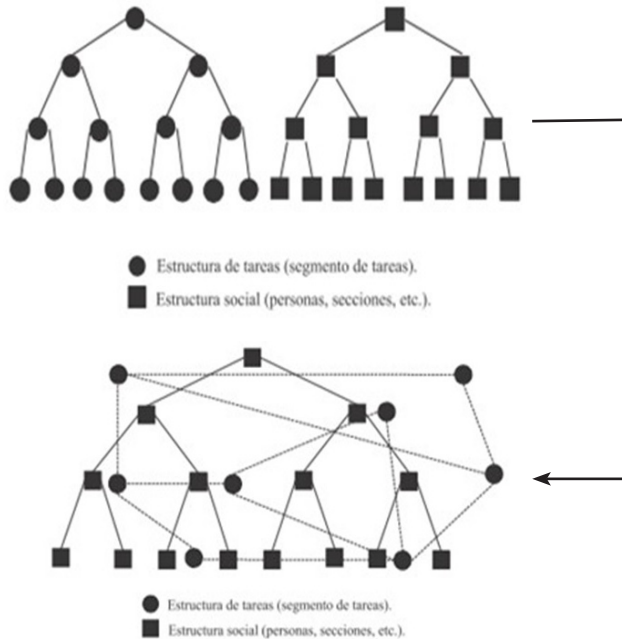 Estructura de tareas (segmento de tareas).
Estructura social (personas, secciones, etc.).
Estructura de tareas (segmento de tareas).
Estructura social (personas, secciones, etc.).